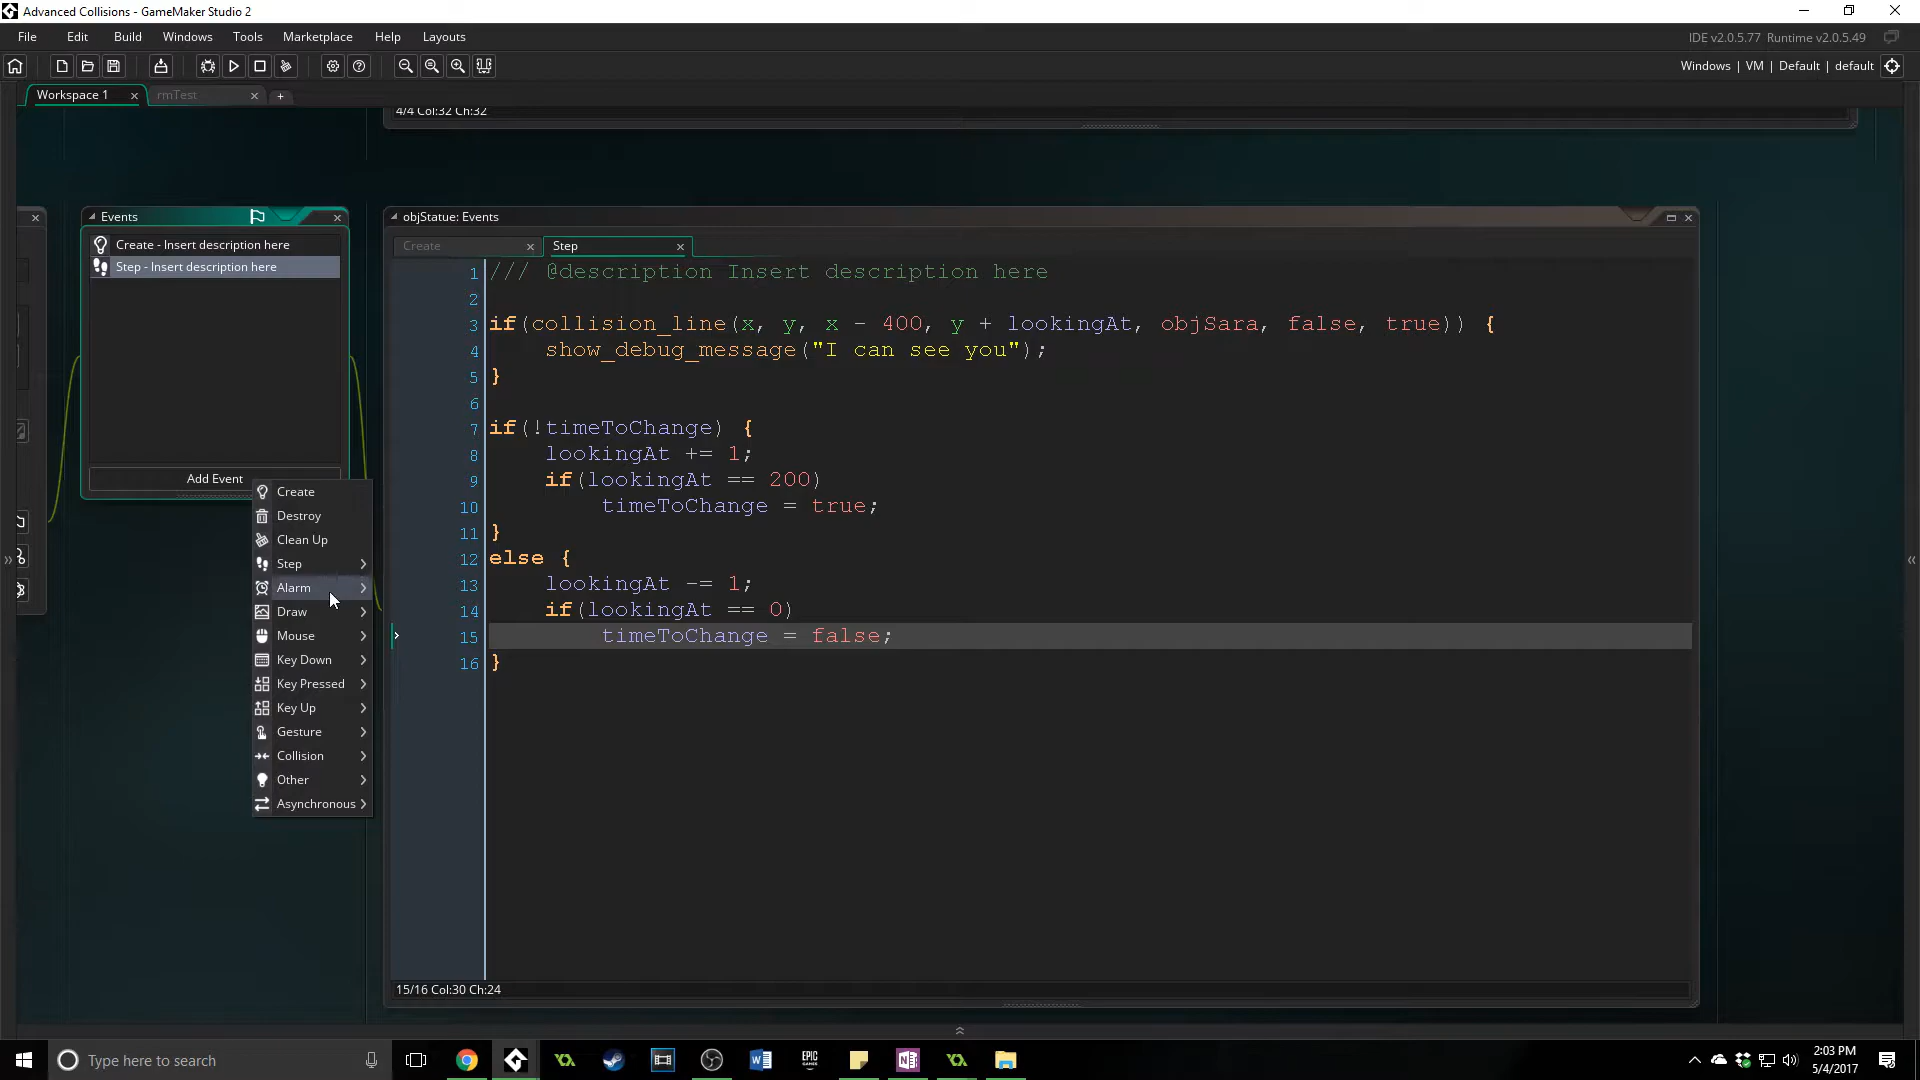 Advanced Collisions - GameMaker Studio 2
File Edit Build Windows Tools Marketplace Help Layouts
IDE v2.0.5.77 Runtime v2.0.5.49
Windows | VM | Default | default
Workspace 1
rmTest
4/4 Col:32 Ch:32
Events
Create - Insert description here
Step - Insert description here
Add Event
Create
Destroy
Clean Up
Step
Alarm
Draw
Mouse
Key Down
Key Pressed
Key Up
Gesture
Collision
Other
Asynchronous
objStatue: Events
Create
Step
1 /// @description Insert description here
2
3 if(collision_line(x, y, x - 400, y + lookingAt, objSara, false, true)) {
4 show_debug_message("I can see you");
5 }
6
7 if(!timeToChange) {
8 lookingAt += 1;
9 if(lookingAt == 200)
10 timeToChange = true;
11 }
12 else {
13 lookingAt -= 1;
14 if(lookingAt == 0)
15 timeToChange = false;
16 }
15/16 Col:30 Ch:24
Type here to search
EPIC GAMES
2:03 PM
5/4/2017